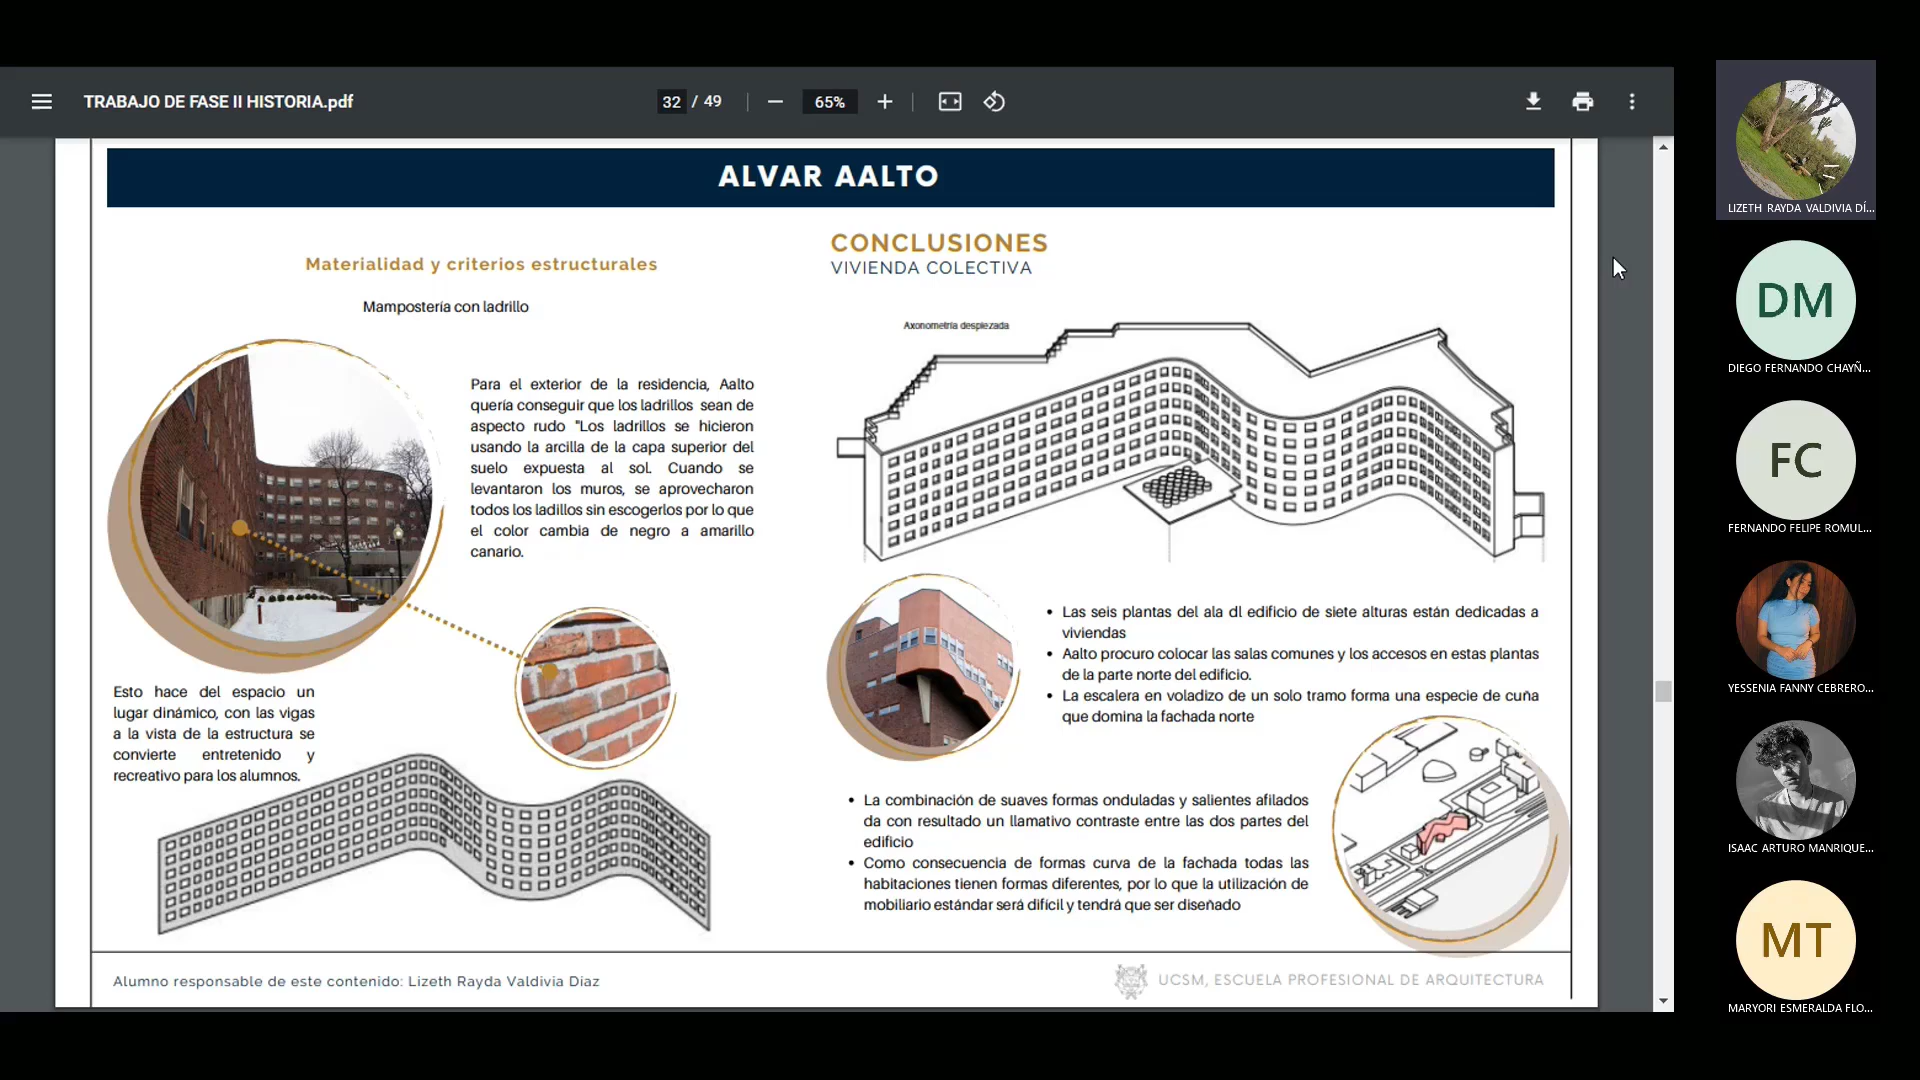 TRABAJO DE FASE II HISTORIA.pdf
32 / 49
65%
ALVAR AALTO
Materialidad y criterios estructurales
Mampostería con ladrillo
Para el exterior de la residencia, Aalto
quería conseguir que los ladrillos sean de
aspecto rudo "Los ladrillos se hicieron
usando la arcilla de la capa superior del
suelo expuesta al sol. Cuando se
levantaron los muros, se aprovecharon
todos los ladillos sin escogerlos por lo que
el color cambia de negro a amarillo
canario.
Esto hace del espacio un
lugar dinámico, con las vigas
a la vista de la estructura se
convierte entretenido y
recreativo para los alumnos.
CONCLUSIONES
VIVIENDA COLECTIVA
Axonometría despiezada
• Las seis plantas del ala dl edificio de siete alturas están dedicadas a
viviendas
• Aalto procuro colocar las salas comunes y los accesos en estas plantas
de la parte norte del edificio.
• La escalera en voladizo de un solo tramo forma una especie de cuña
que domina la fachada norte
• La combinación de suaves formas onduladas y salientes afilados
da con resultado un llamativo contraste entre las dos partes del
edificio
• Como consecuencia de formas curva de la fachada todas las
habitaciones tienen formas diferentes, por lo que la utilización de
mobiliario estándar será difícil y tendrá que ser diseñado
Alumno responsable de este contenido: Lizeth Rayda Valdivia Díaz
UCSM, ESCUELA PROFESIONAL DE ARQUITECTURA
LIZETH RAYDA VALDIVIA DÍ...
DM
DIEGO FERNANDO CHAYÑ...
FC
FERNANDO FELIPE ROMUL...
YESSENIA FANNY CEBRERO...
ISAAC ARTURO MANRIQUE...
MT
MARYORI ESMERALDA FLO...